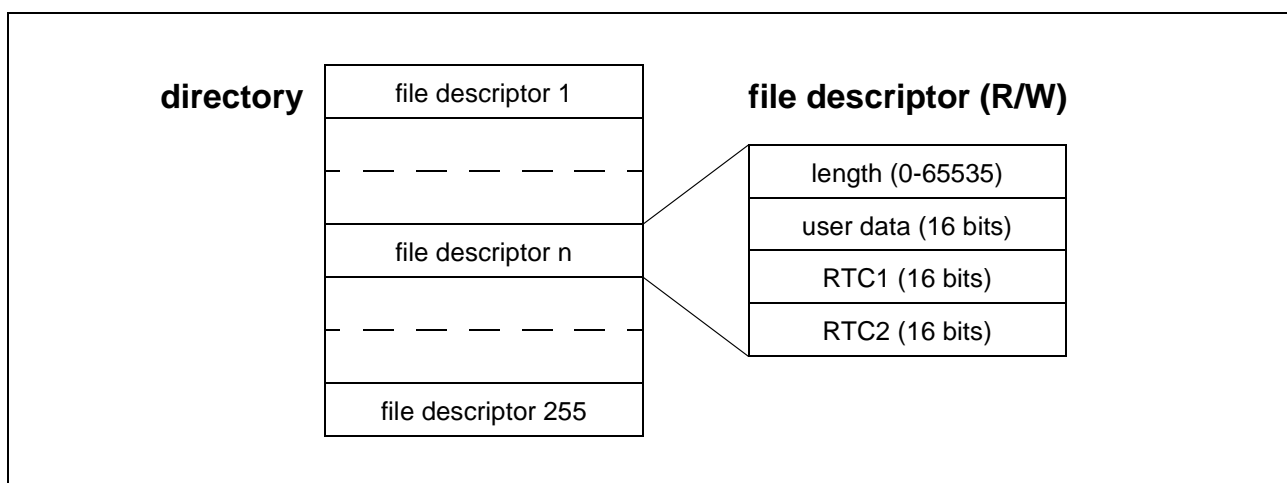 directory
file descriptor 1
file descriptor n
file descriptor 255
file descriptor (R/W)
length (0-65535)
user data (16 bits)
RTC1 (16 bits)
RTC2 (16 bits)